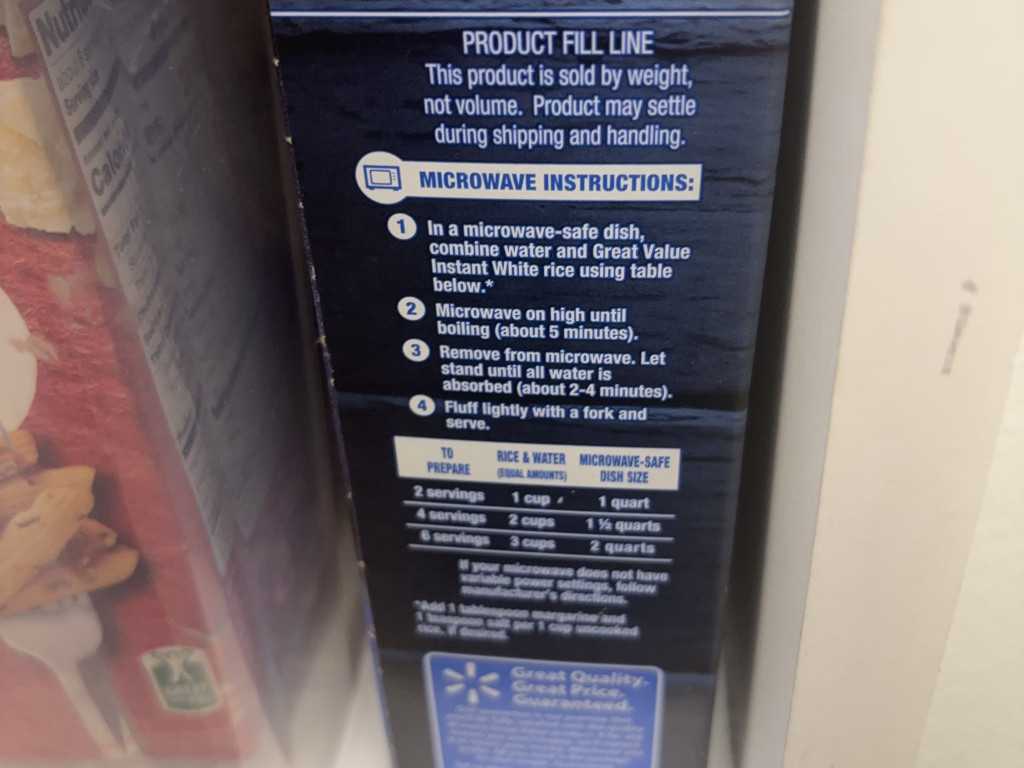 PRODUCT FILL LINE
This product is sold by weight,
not volume. Product may settle
during shipping and handling.
MICROWAVE INSTRUCTIONS:
1 In a microwave-safe dish,
combine water and Great Value
Instant White rice using table
below.*
2 Microwave on high until
boiling (about 5 minutes).
3 Remove from microwave. Let
stand until all water is
absorbed (about 2-4 minutes).
4 Fluff lightly with a fork and
serve.
TO PREPARE RICE & WATER (EQUAL AMOUNTS) MICROWAVE-SAFE DISH SIZE
2 servings 1 cup 1 quart
4 servings 2 cups 1 ½ quarts
6 servings 3 cups 2 quarts
If your microwave does not have
variable power settings, follow
manufacturer's directions.
*Add 1 tablespoon margarine and
1 teaspoon salt per 1 cup uncooked
rice, if desired.
Great Quality.
Great Price.
Guaranteed.